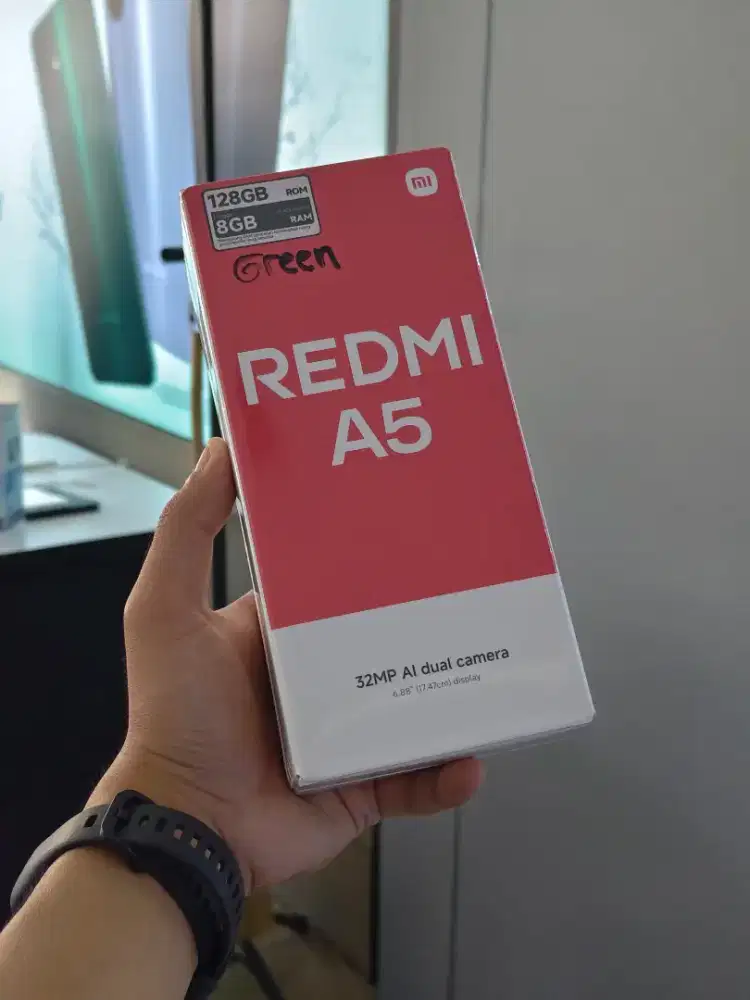 128GB ROM
8GB RAM
mi
Green
REDMI
A5
32MP AI dual camera
6.88" (17.47cm) display